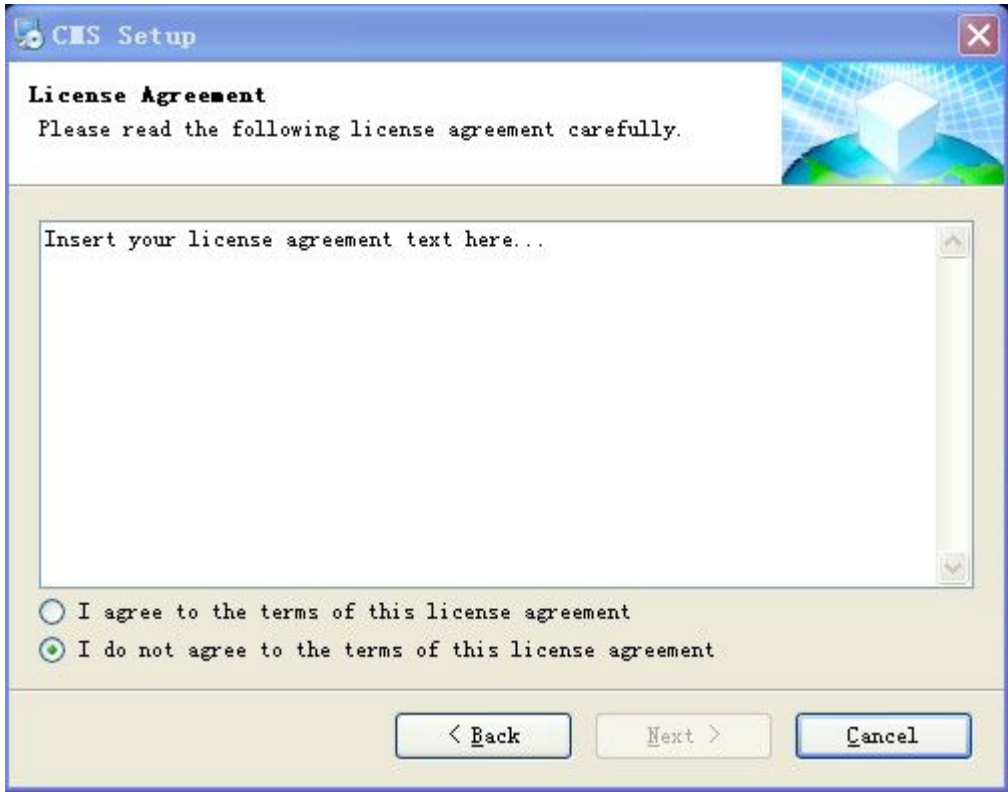 CMS Setup
License Agreement
Please read the following license agreement carefully.
Insert your license agreement text here...
I agree to the terms of this license agreement
I do not agree to the terms of this license agreement
< Back
Next >
Cancel